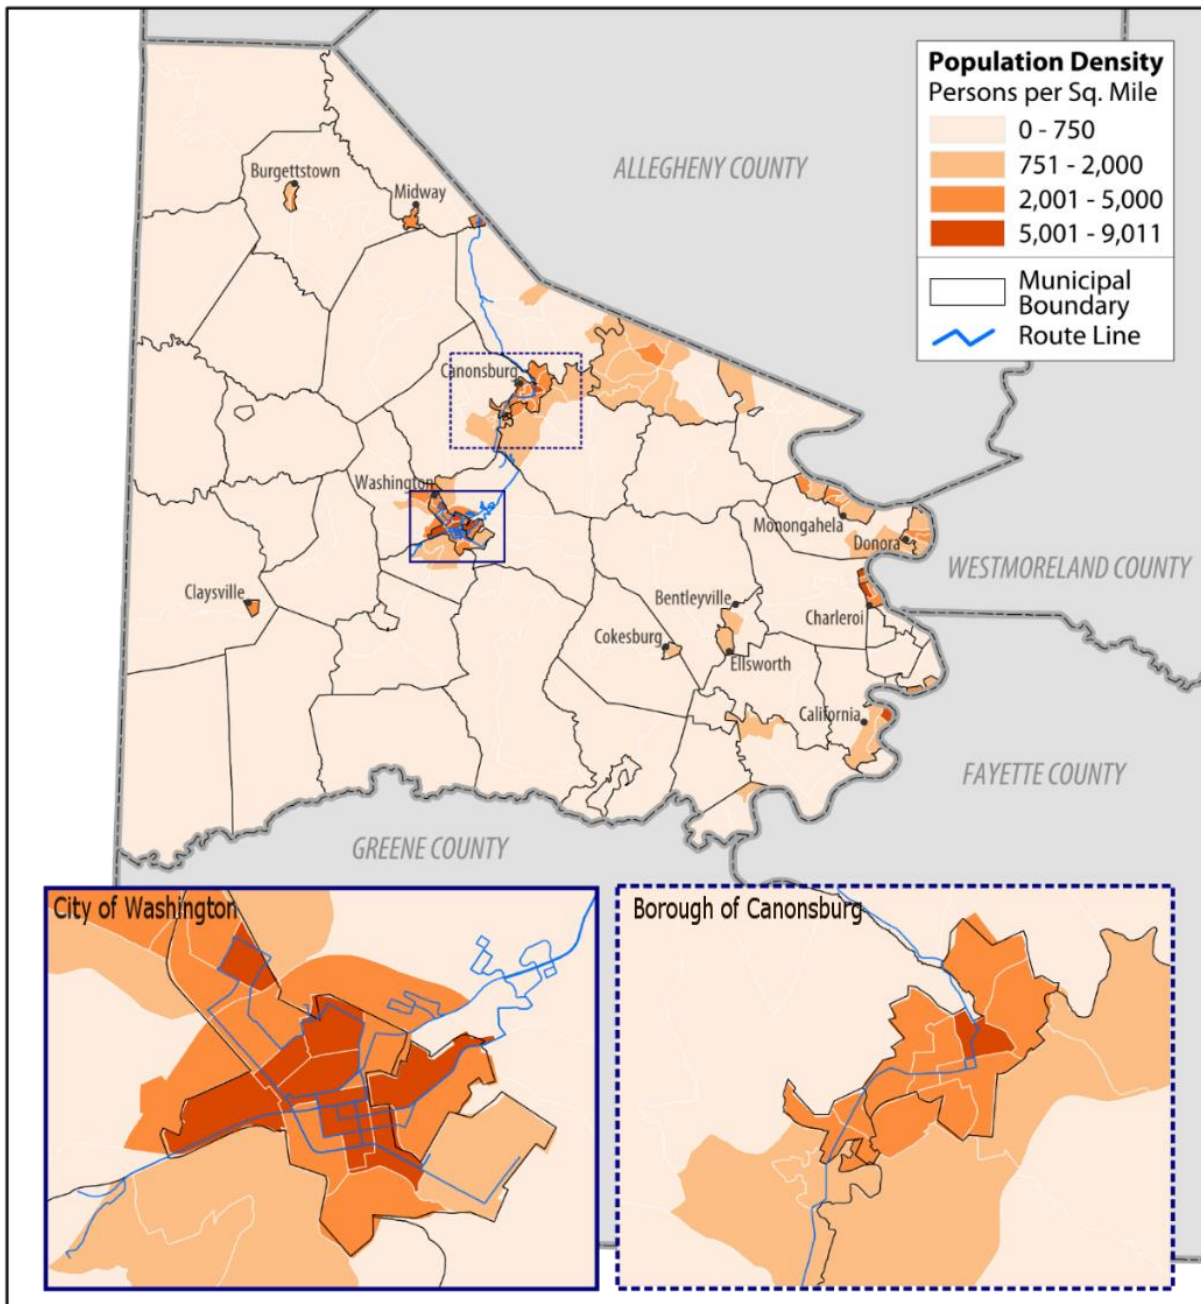 Population Density
Persons per Sq. Mile
0 - 750
751 - 2,000
2,001 - 5,000
5,001 - 9,011
Municipal
Boundary
Route Line
ALLEGHENY COUNTY
Burgettstown
Midway
Canonsburg
Washington
Monongahela
Donora
WESTMORELAND COUNTY
Claysville
Bentleyville
Charleroi
Cokesburg
Ellsworth
California
FAYETTE COUNTY
GREENE COUNTY
City of Washington
Borough of Canonsburg